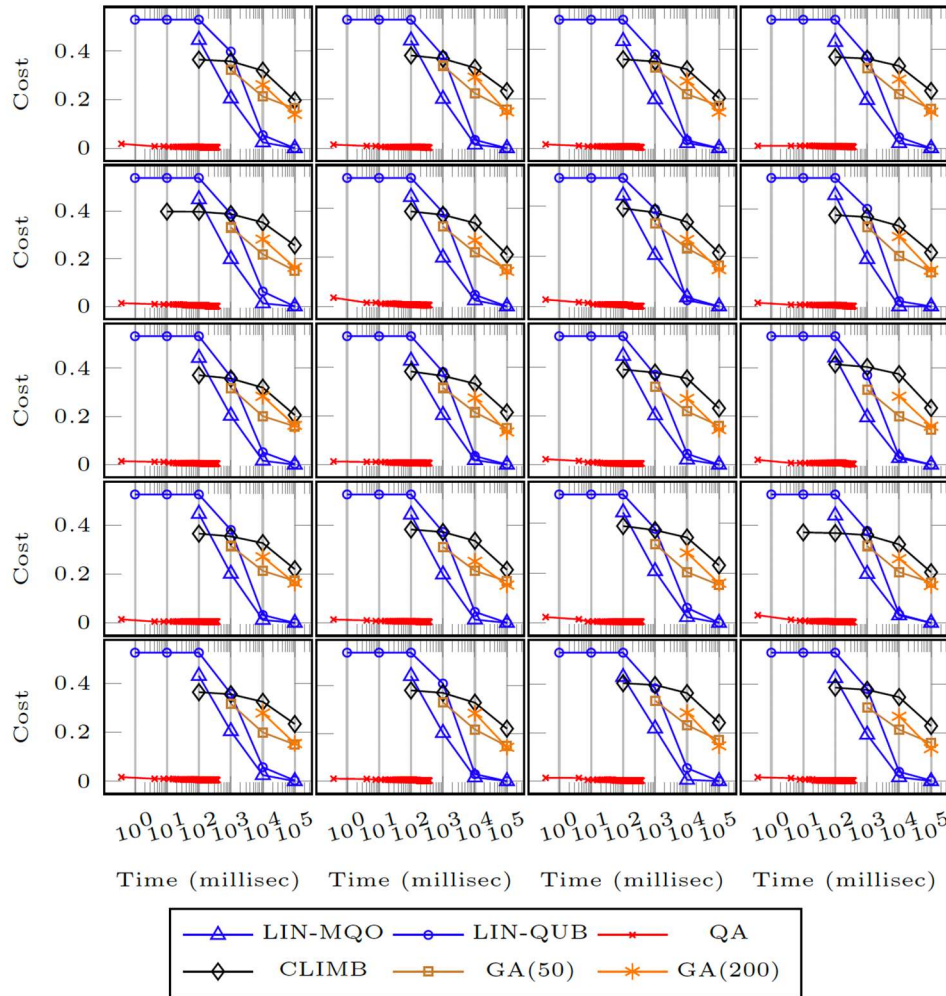 Cost 0.4
0.2
0
Cost 0.4
0.2
0
Cost 0.4
0.2
0
Cost 0.4
0.2
0
Cost 0.4
0.2
0
10^0 10^1 10^2 10^3 10^4 10^5 10^0 10^1 10^2 10^3 10^4 10^5 10^0 10^1 10^2 10^3 10^4 10^5 10^0 10^1 10^2 10^3 10^4 10^5
Time (millisec) Time (millisec) Time (millisec) Time (millisec)
LIN-MQO LIN-QUB QA
CLIMB GA(50) GA(200)